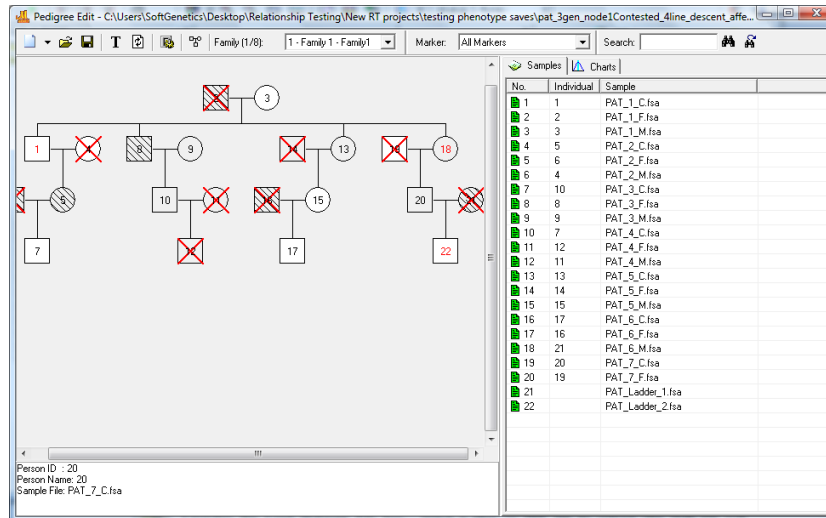 Pedigree Edit - C:\Users\SoftGenetics\Desktop\Relationship Testing\New RT projects\testing phenotype saves\pat_3gen_node1Contested_4line_descent_affe...
T Family (1/8): 1 - Family 1 - Family1 Marker: All Markers Search:
Samples Charts
No. Individual Sample
1 1 PAT_1_C.fsa
2 2 PAT_1_F.fsa
3 3 PAT_1_M.fsa
4 5 PAT_2_C.fsa
5 6 PAT_2_F.fsa
6 4 PAT_2_M.fsa
7 10 PAT_3_C.fsa
8 8 PAT_3_F.fsa
9 9 PAT_3_M.fsa
10 7 PAT_4_C.fsa
11 12 PAT_4_F.fsa
12 11 PAT_4_M.fsa
13 13 PAT_5_C.fsa
14 14 PAT_5_F.fsa
15 15 PAT_5_M.fsa
16 17 PAT_6_C.fsa
17 16 PAT_6_F.fsa
18 21 PAT_6_M.fsa
19 20 PAT_7_C.fsa
20 19 PAT_7_F.fsa
21 PAT_Ladder_1.fsa
22 PAT_Ladder_2.fsa
2 3
1 4 8 9 14 13 19 18
5 10 11 16 15 20 21
7 12 17 22
Person ID : 20
Person Name: 20
Sample File: PAT_7_C.fsa